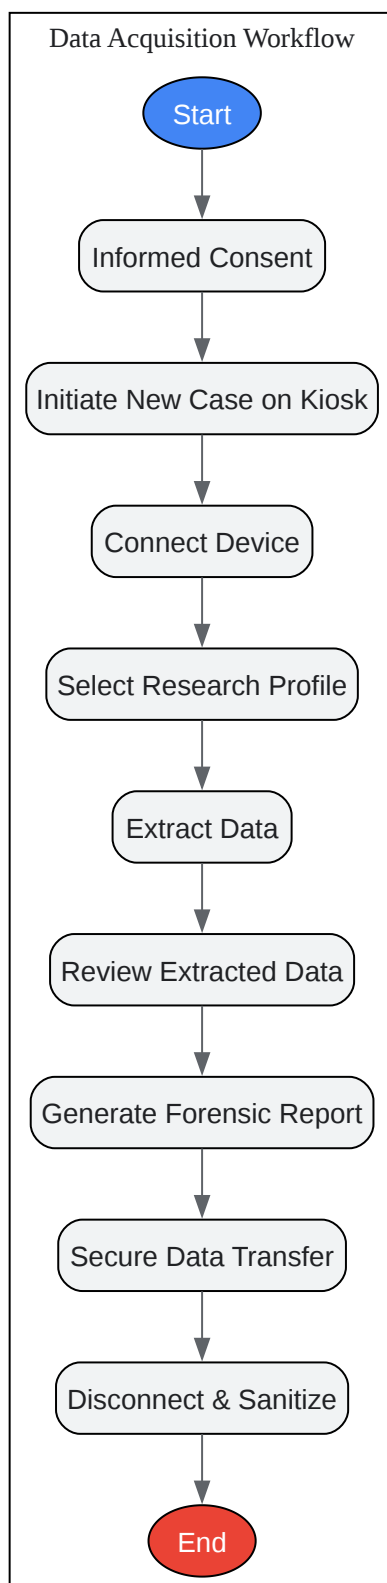 Data Acquisition Workflow
Start
Informed Consent
Initiate New Case on Kiosk
Connect Device
Select Research Profile
Extract Data
Review Extracted Data
Generate Forensic Report
Secure Data Transfer
Disconnect & Sanitize
End